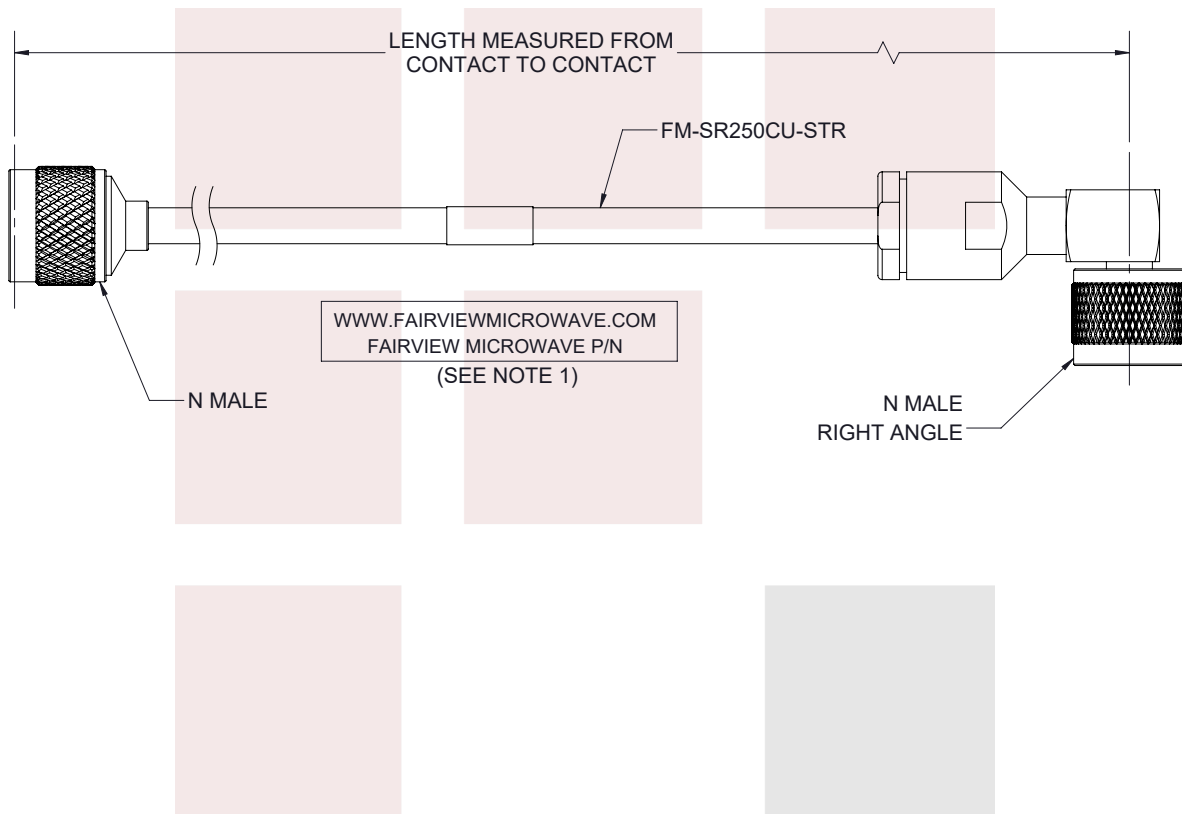 LENGTH MEASURED FROM
CONTACT TO CONTACT
FM-SR250CU-STR
WWW.FAIRVIEWMICROWAVE.COM
FAIRVIEW MICROWAVE P/N
(SEE NOTE 1)
N MALE
N MALE
RIGHT ANGLE